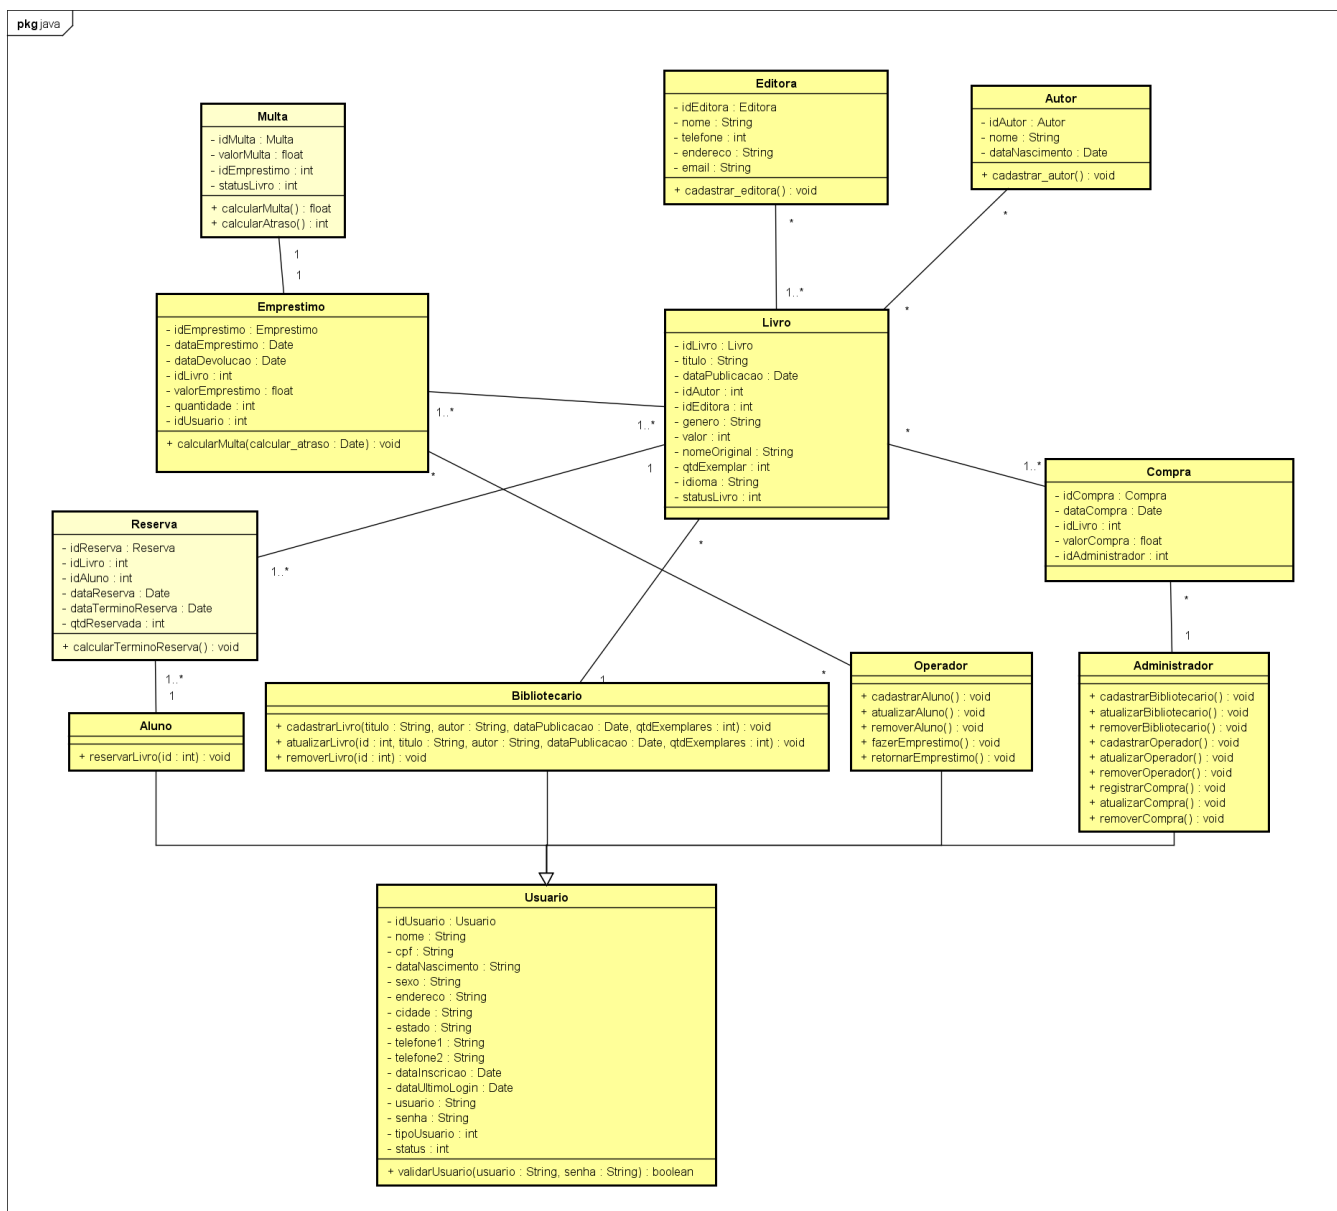 pkg java
Multa
- idMulta : Multa
- valorMulta : float
- idEmprestimo : int
- statusLivro : int
+ calcularMulta() : float
+ calcularAtraso() : int
Editora
- idEditora : Editora
- nome : String
- telefone : int
- endereco : String
- email : String
+ cadastrar_editora() : void
Autor
- idAutor : Autor
- nome : String
- dataNascimento : Date
+ cadastrar_autor() : void
1
1
*
1..*
*
*
Emprestimo
- idEmprestimo : Emprestimo
- dataEmprestimo : Date
- dataDevolucao : Date
- idLivro : int
- valorEmprestimo : float
- quantidade : int
- idUsuario : int
+ calcularMulta(calcular_atraso : Date) : void
Livro
- idLivro : Livro
- titulo : String
- dataPublicacao : Date
- idAutor : int
- idEditora : int
- genero : String
- valor : int
- nomeOriginal : String
- qtdExemplar : int
- idioma : String
- statusLivro : int
1..*
1..*
*
1..*
*
1
1..*
*
1
*
Compra
- idCompra : Compra
- dataCompra : Date
- idLivro : int
- valorCompra : float
- idAdministrador : int
Reserva
- idReserva : Reserva
- idLivro : int
- idAluno : int
- dataReserva : Date
- dataTerminoReserva : Date
- qtdReservada : int
+ calcularTerminoReserva() : void
1..*
1
*
1
Aluno
+ reservarLivro(id : int) : void
Bibliotecario
+ cadastrarLivro(titulo : String, autor : String, dataPublicacao : Date, qtdExemplares : int) : void
+ atualizarLivro(id : int, titulo : String, autor : String, dataPublicacao : Date, qtdExemplares : int) : void
+ removerLivro(id : int) : void
Operador
+ cadastrarAluno() : void
+ atualizarAluno() : void
+ removerAluno() : void
+ fazerEmprestimo() : void
+ retornarEmprestimo() : void
Administrador
+ cadastrarBibliotecario() : void
+ atualizarBibliotecario() : void
+ removerBibliotecario() : void
+ cadastrarOperador() : void
+ atualizarOperador() : void
+ removerOperador() : void
+ registrarCompra() : void
+ atualizarCompra() : void
+ removerCompra() : void
Usuario
- idUsuario : Usuario
- nome : String
- cpf : String
- dataNascimento : String
- sexo : String
- endereco : String
- cidade : String
- estado : String
- telefone1 : String
- telefone2 : String
- dataInscricao : Date
- dataUltimoLogin : Date
- usuario : String
- senha : String
- tipoUsuario : int
- status : int
+ validarUsuario(usuario : String, senha : String) : boolean